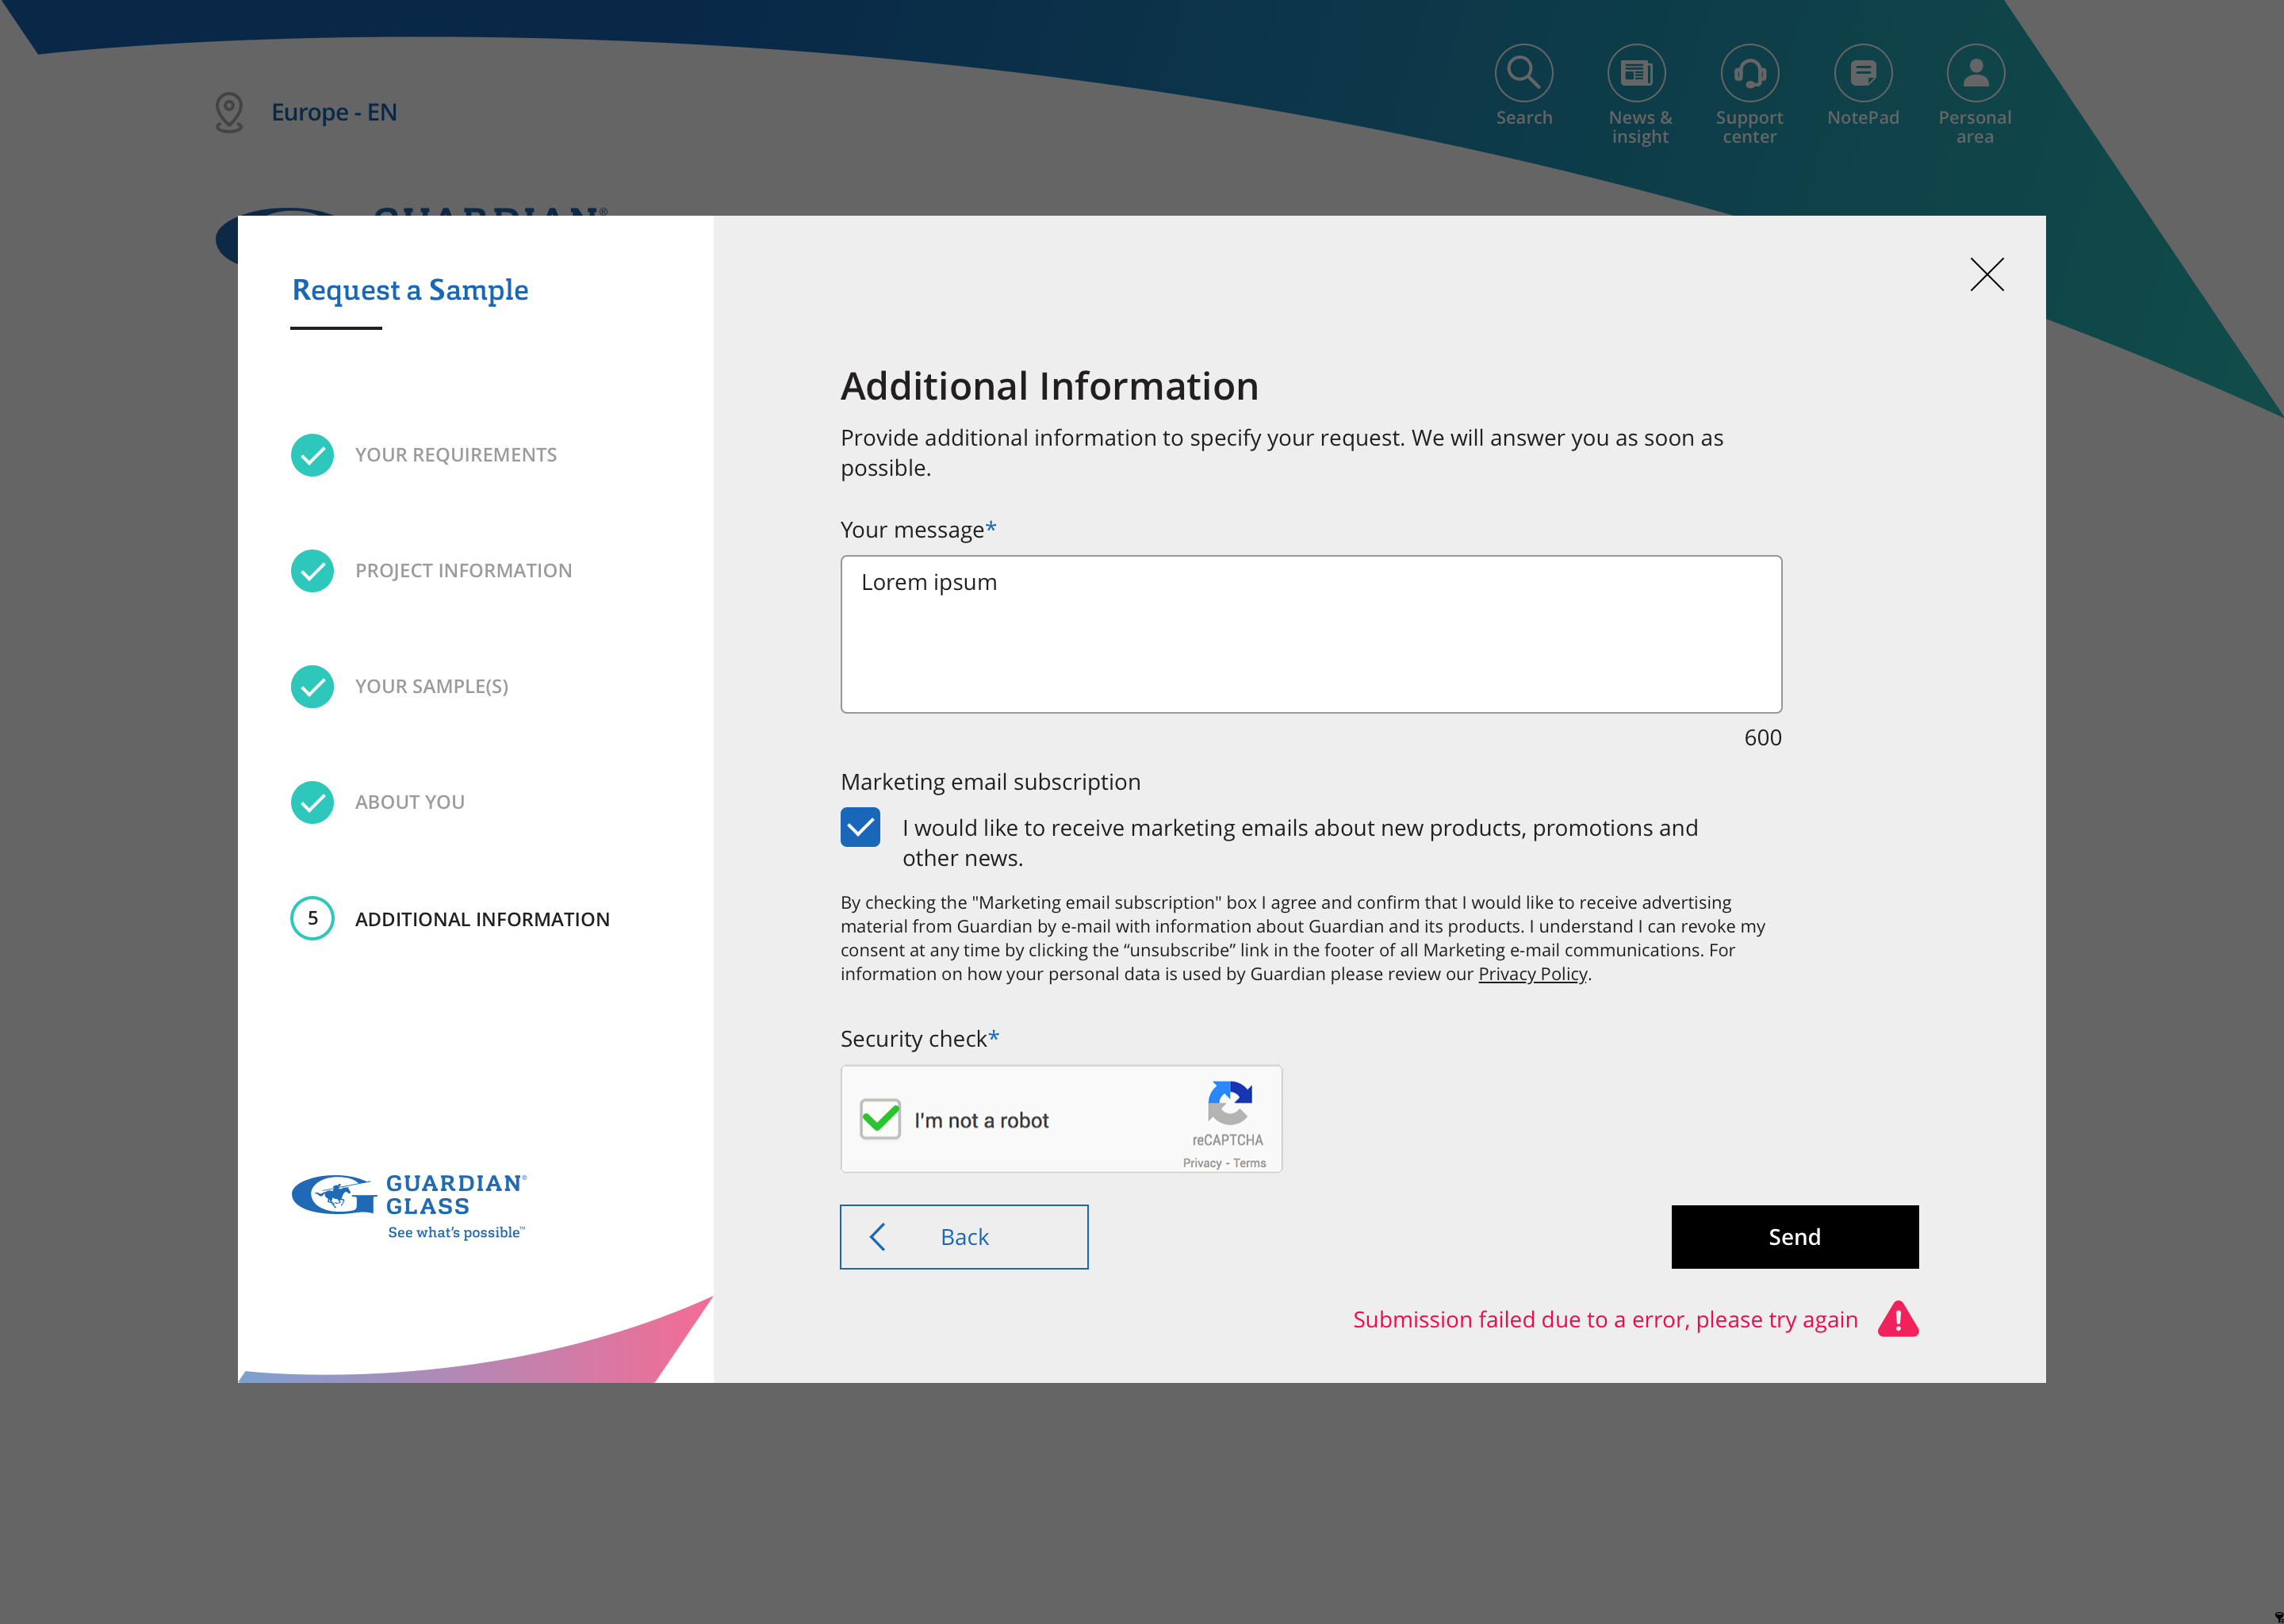 Europe - EN
Search
News &
insight
Support
center
NotePad
Personal
area
GUARDIAN®
Request a Sample
YOUR REQUIREMENTS
PROJECT INFORMATION
YOUR SAMPLE(S)
ABOUT YOU
5 ADDITIONAL INFORMATION
GUARDIAN®
GLASS
See what's possible™
Additional Information
Provide additional information to specify your request. We will answer you as soon as
possible.
Your message*
Lorem ipsum
600
Marketing email subscription
I would like to receive marketing emails about new products, promotions and
other news.
By checking the "Marketing email subscription" box I agree and confirm that I would like to receive advertising
material from Guardian by e-mail with information about Guardian and its products. I understand I can revoke my
consent at any time by clicking the “unsubscribe” link in the footer of all Marketing e-mail communications. For
information on how your personal data is used by Guardian please review our Privacy Policy.
Security check*
I'm not a robot
reCAPTCHA
Privacy - Terms
Back
Send
Submission failed due to a error, please try again